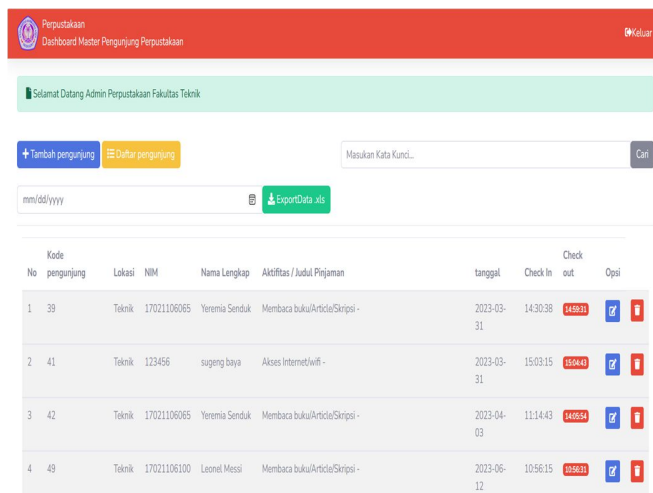 Perpustakaan
Dashboard Master Pengunjung Perpustakaan
Keluar
Selamat Datang Admin Perpustakaan Fakultas Teknik
Tambah pengunjung
Daftar pengunjung
Masukan Kata Kunci...
Cari
mm/dd/yyyy
ExportData .xls
No Kode pengunjung Lokasi NIM Nama Lengkap Aktifitas / Judul Pinjaman tanggal Check In Check out Opsi
1 39 Teknik 17021106065 Yeremia Senduk Membaca buku/Article/Skripsi - 2023-03-31 14:30:38 14:59:31
2 41 Teknik 123456 sugeng baya Akses Internet/wifi - 2023-03-31 15:03:15 15:04:43
3 42 Teknik 17021106065 Yeremia Senduk Membaca buku/Article/Skripsi - 2023-04-03 11:14:43 14:05:54
4 49 Teknik 17021106100 Leonel Messi Membaca buku/Article/Skripsi - 2023-06-12 10:56:15 10:56:31